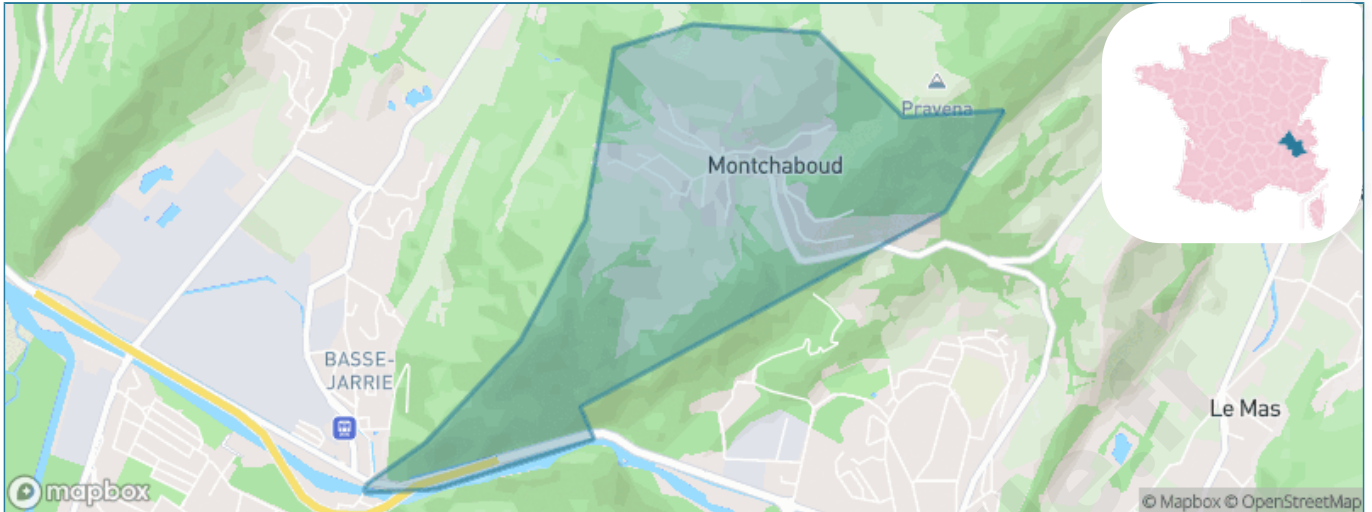 Pravena
Montchaboud
BASSE-
JARRIE
Le Mas
mapbox
© Mapbox © OpenStreetMap